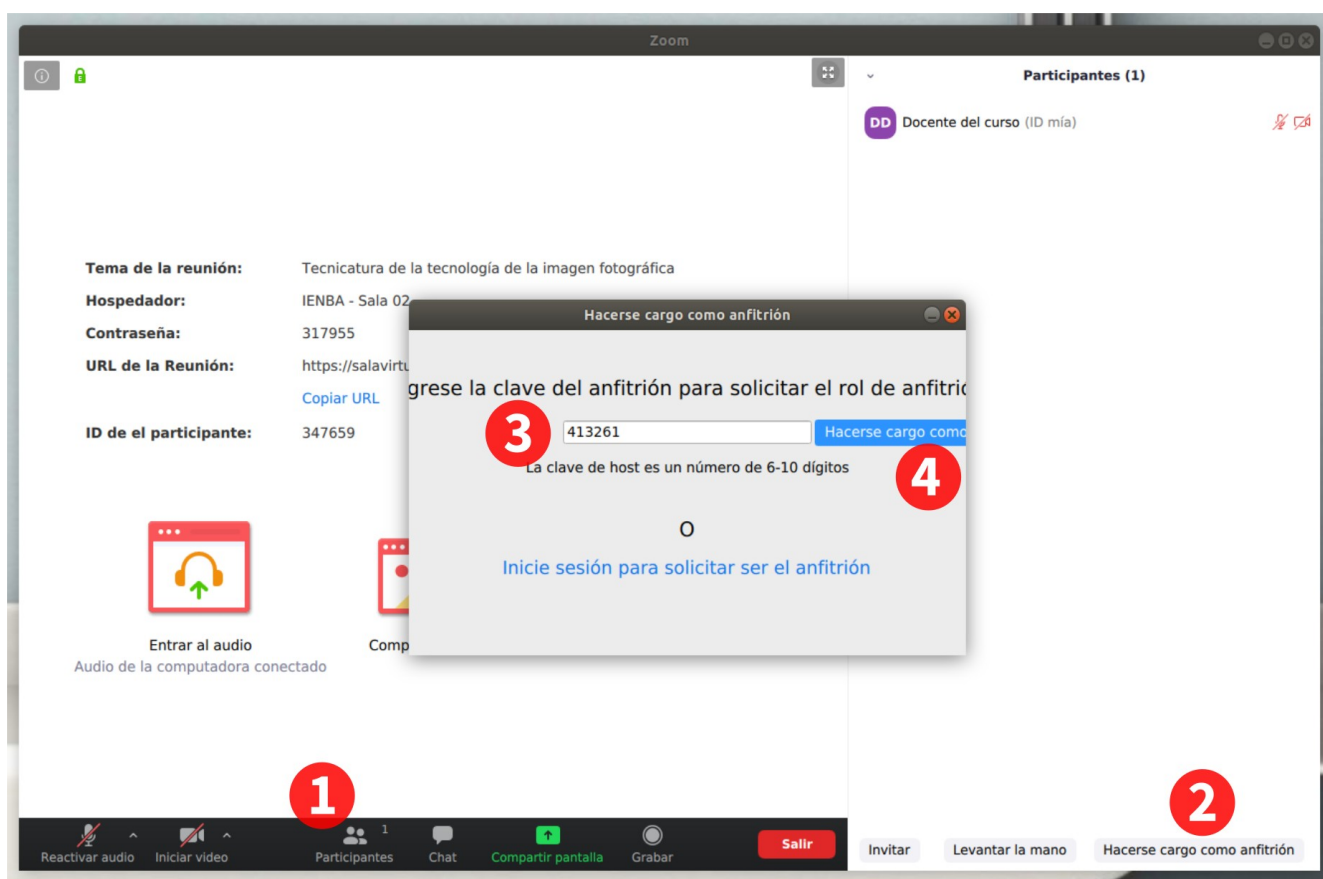 Zoom
Participantes (1)
DD Docente del curso (ID mía)
Tema de la reunión: Tecnicatura de la tecnología de la imagen fotográfica
Hospedador: IENBA - Sala 02
Contraseña: 317955
URL de la Reunión: https://salavirtu
Copiar URL
ID de el participante: 347659
Hacerse cargo como anfitrión
grese la clave del anfitrión para solicitar el rol de anfitrió
3 413261 Hacerse cargo como
La clave de host es un número de 6-10 dígitos
4
O
Inicie sesión para solicitar ser el anfitrión
Entrar al audio
Comp
Audio de la computadora conectado
1
2
Reactivar audio Iniciar video Participantes 1 Chat Compartir pantalla Grabar Salir
Invitar Levantar la mano Hacerse cargo como anfitrión